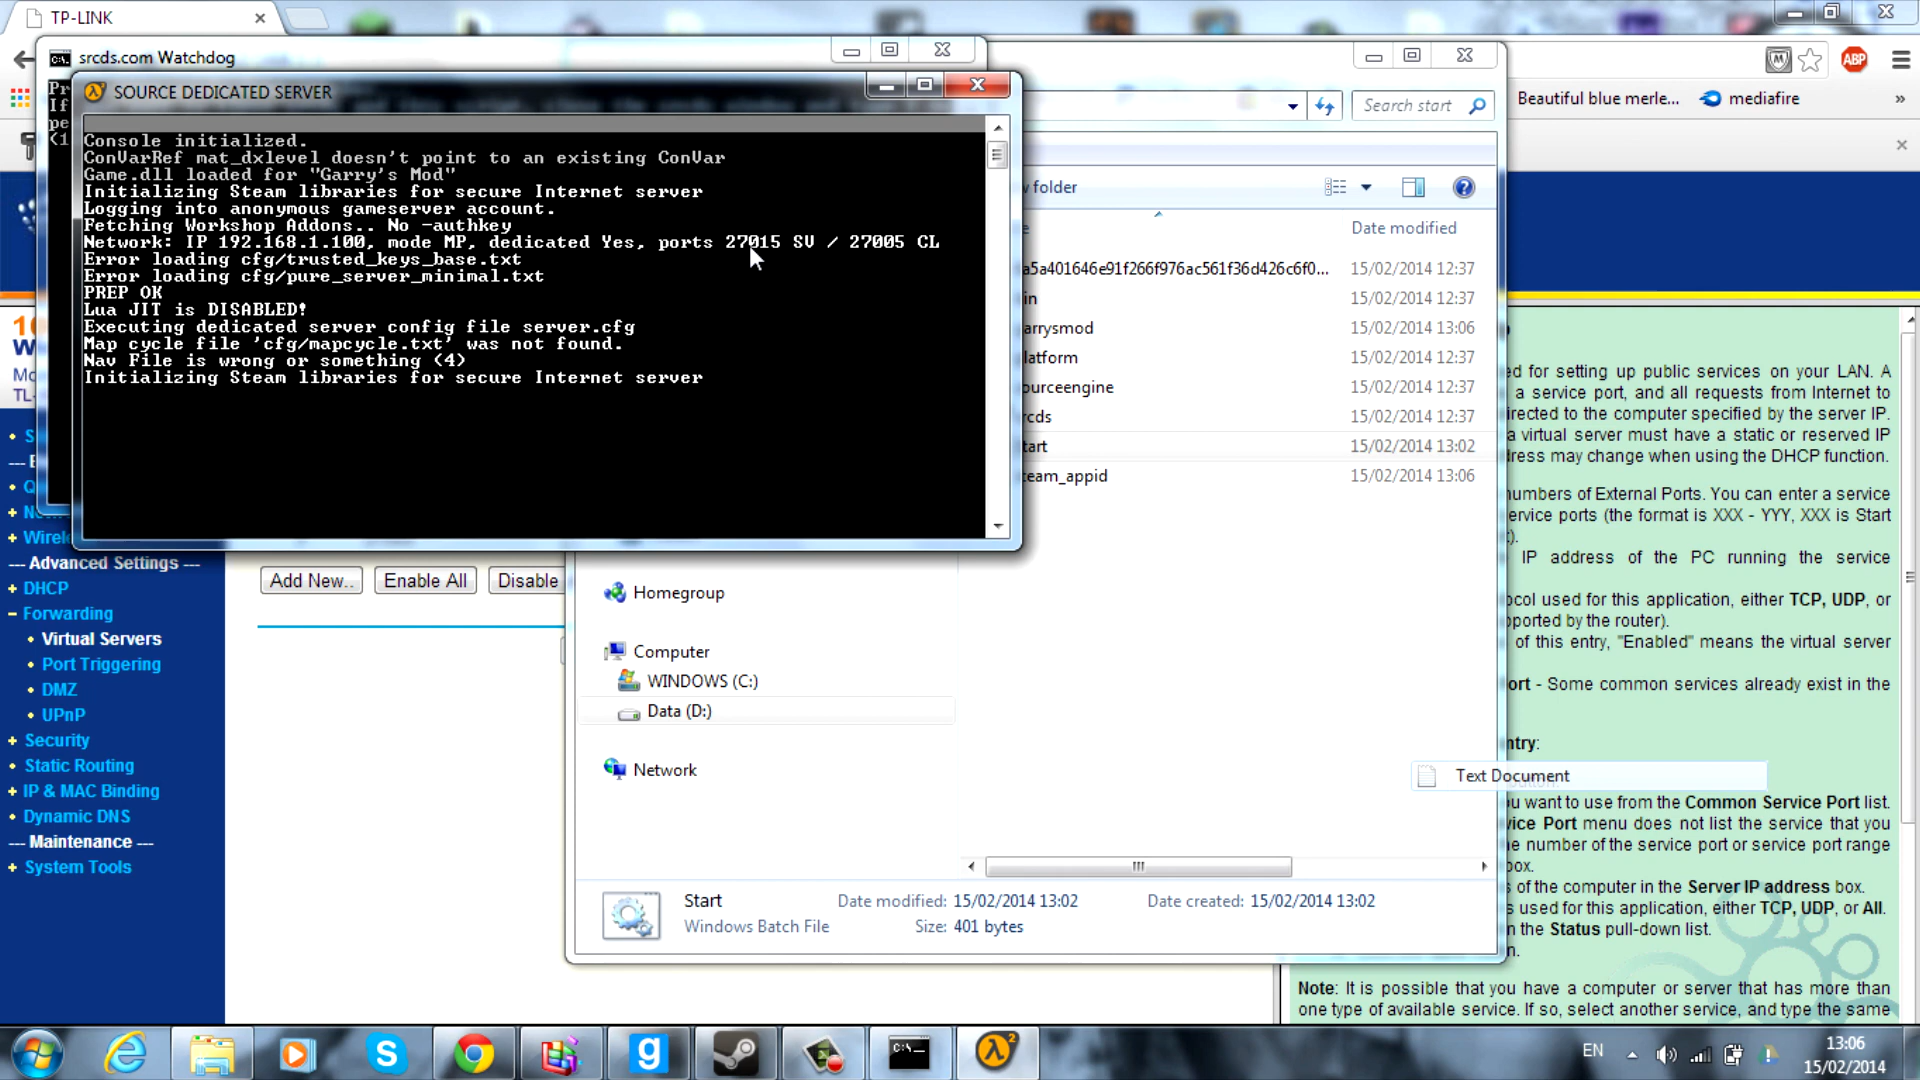 TP-LINK
srcds.com Watchdog
SOURCE DEDICATED SERVER
Console initialized.
ConVarRef mat_dxlevel doesn't point to an existing ConVar
Game.dll loaded for "Garry's Mod"
Initializing Steam libraries for secure Internet server
Logging into anonymous gameserver account.
Fetching Workshop Addons.. No -authkey
Network: IP 192.168.1.100, mode MP, dedicated Yes, ports 27015 SV / 27005 CL
Error loading cfg/trusted_keys_base.txt
Error loading cfg/pure_server_minimal.txt
PREP OK
Lua JIT is DISABLED!
Executing dedicated server config file server.cfg
Map cycle file 'cfg/mapcycle.txt' was not found.
Nav File is wrong or something (4)
Initializing Steam libraries for secure Internet server
Search start
ABP
Beautiful blue merle...
mediafire
»
w folder
Date modified
a5a401646e91f266f976ac561f36d426c6f0... 15/02/2014 12:37
in 15/02/2014 12:37
arrysmod 15/02/2014 13:06
latform 15/02/2014 12:37
ourceengine 15/02/2014 12:37
rcds 15/02/2014 12:37
tart 15/02/2014 13:02
team_appid 15/02/2014 13:06
Homegroup
Computer
WINDOWS (C:)
Data (D:)
Network
Text Document
Start
Windows Batch File
Date modified: 15/02/2014 13:02
Size: 401 bytes
Date created: 15/02/2014 13:02
Add New..
Enable All
Disable
Wirele
--- Advanced Settings ---
+ DHCP
– Forwarding
• Virtual Servers
• Port Triggering
• DMZ
• UPnP
+ Security
• Static Routing
+ IP & MAC Binding
• Dynamic DNS
--- Maintenance ---
+ System Tools
ed for setting up public services on your LAN. A
a service port, and all requests from Internet to
directed to the computer specified by the server IP.
a virtual server must have a static or reserved IP
dress may change when using the DHCP function.
numbers of External Ports. You can enter a service
ervice ports (the format is XXX - YYY, XXX is Start
t).
IP address of the PC running the service
ocol used for this application, either TCP, UDP, or
pported by the router).
of this entry, "Enabled" means the virtual server
ort - Some common services already exist in the
ntry:
button.
u want to use from the Common Service Port list.
vice Port menu does not list the service that you
e number of the service port or service port range
box.
s of the computer in the Server IP address box.
s used for this application, either TCP, UDP, or All.
n the Status pull-down list.
n.
Note: It is possible that you have a computer or server that has more than
one type of available service. If so, select another service, and type the same
EN
13:06
15/02/2014